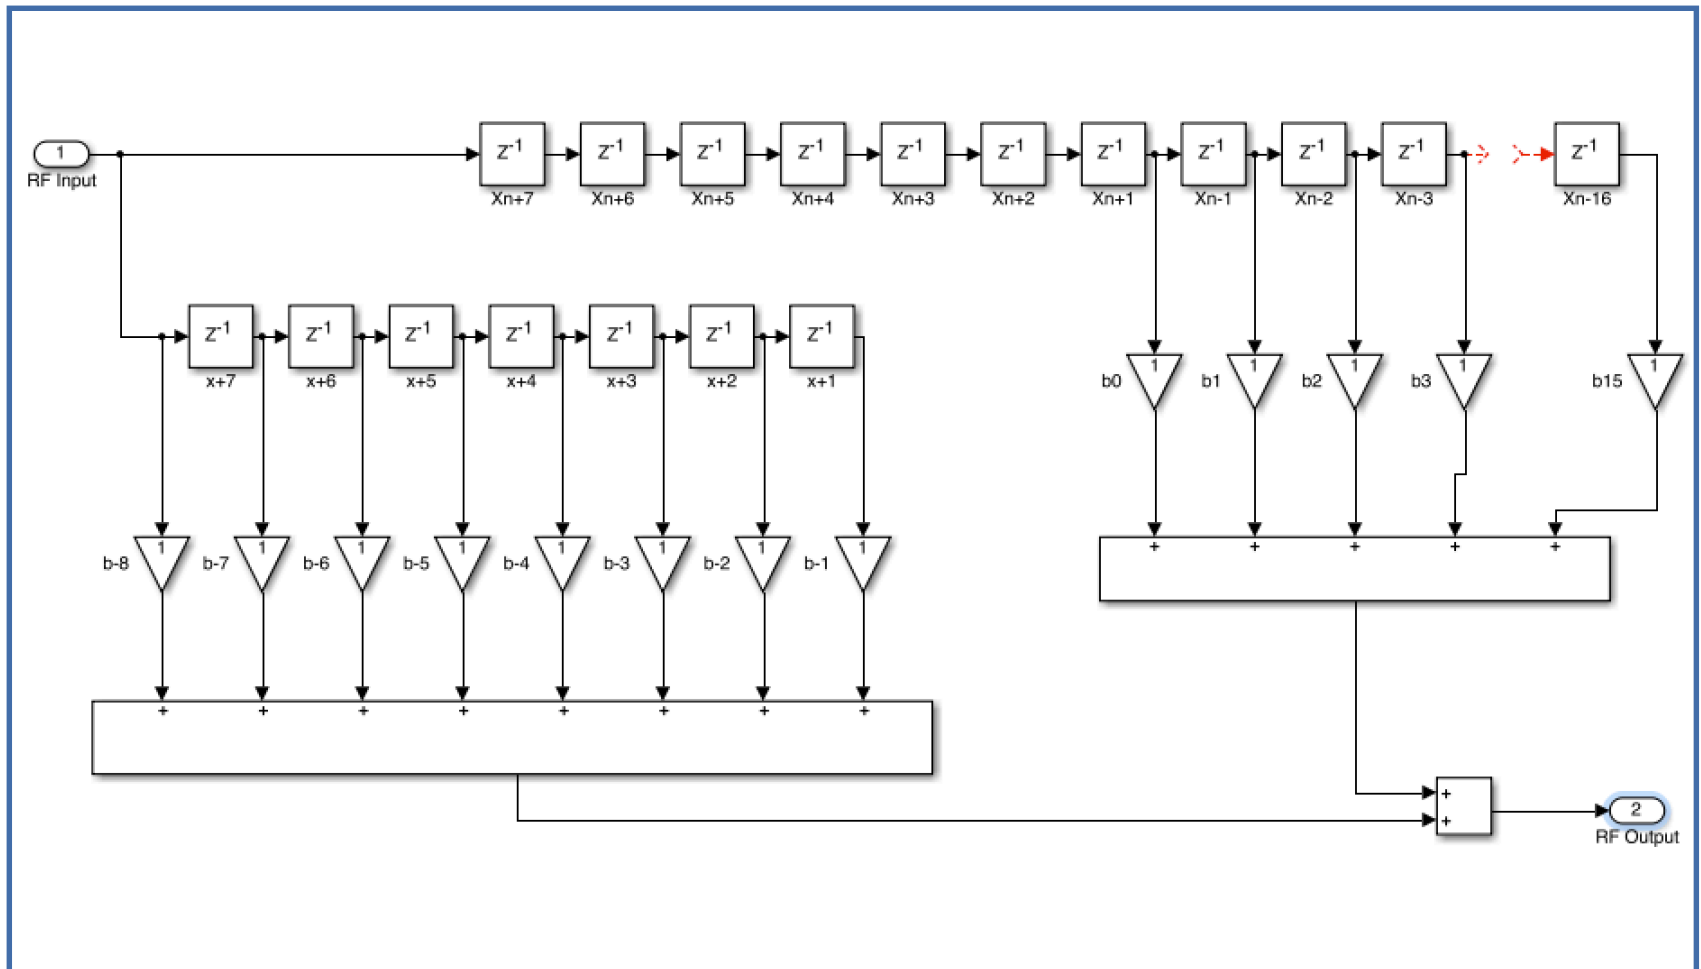 1
RF Input
z-1 z-1 z-1 z-1 z-1 z-1 z-1 z-1 z-1 z-1 z-1
Xn+7 Xn+6 Xn+5 Xn+4 Xn+3 Xn+2 Xn+1 Xn-1 Xn-2 Xn-3 Xn-16
z-1 z-1 z-1 z-1 z-1 z-1 z-1
x+7 x+6 x+5 x+4 x+3 x+2 x+1
1 1 1 1 1
b0 b1 b2 b3 b15
+ + + + +
1 1 1 1 1 1 1 1
b-8 b-7 b-6 b-5 b-4 b-3 b-2 b-1
+ + + + + + + +
+
+
2
RF Output